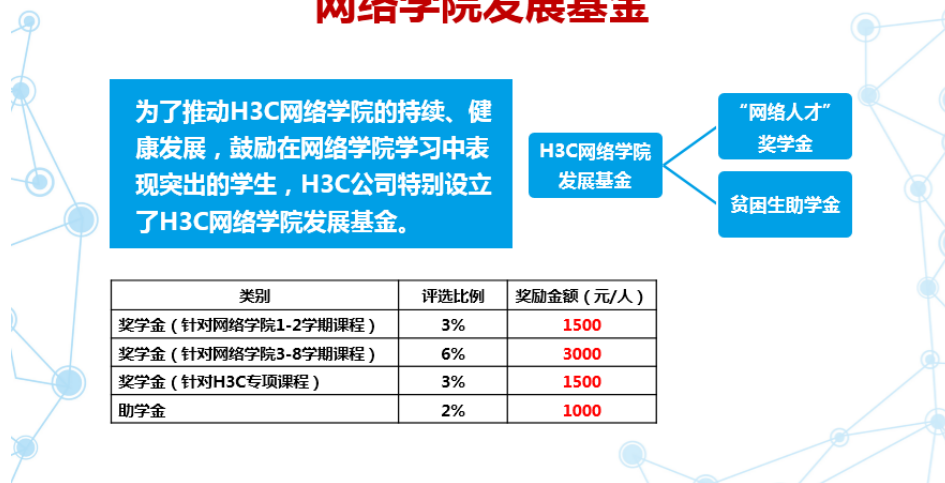 网络学院发展基金
为了推动H3C网络学院的持续、健
康发展，鼓励在网络学院学习中表
现突出的学生，H3C公司特别设立
了H3C网络学院发展基金。
H3C网络学院
发展基金
“网络人才”
奖学金
贫困生助学金
类别 评选比例 奖励金额（元/人）
奖学金（针对网络学院1-2学期课程） 3% 1500
奖学金（针对网络学院3-8学期课程） 6% 3000
奖学金（针对H3C专项课程） 3% 1500
助学金 2% 1000